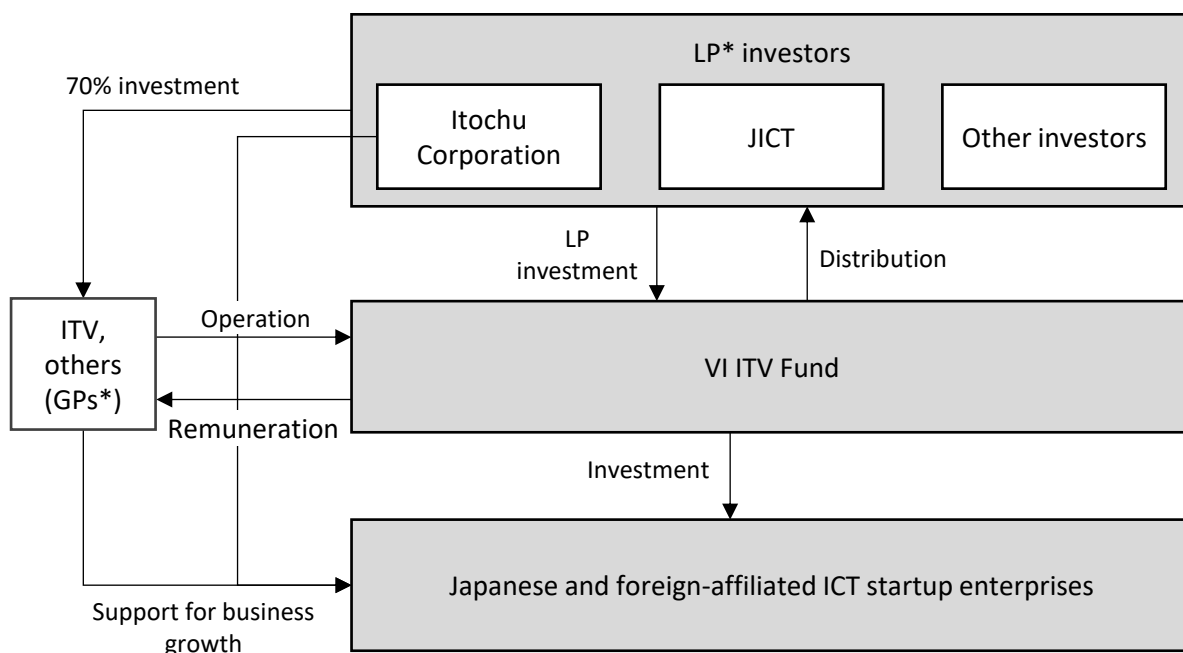 LP* investors
70% investment
Itochu
Corporation
JICT
Other investors
LP
investment
Distribution
ITV,
others
(GPs*)
Operation
VI ITV Fund
Remuneration
Investment
Japanese and foreign-affiliated ICT startup enterprises
Support for business
growth